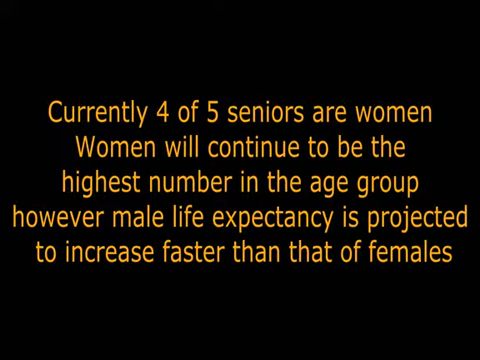 Currently 4 of 5 seniors are women
Women will continue to be the
highest number in the age group
however male life expectancy is projected
to increase faster than that of females